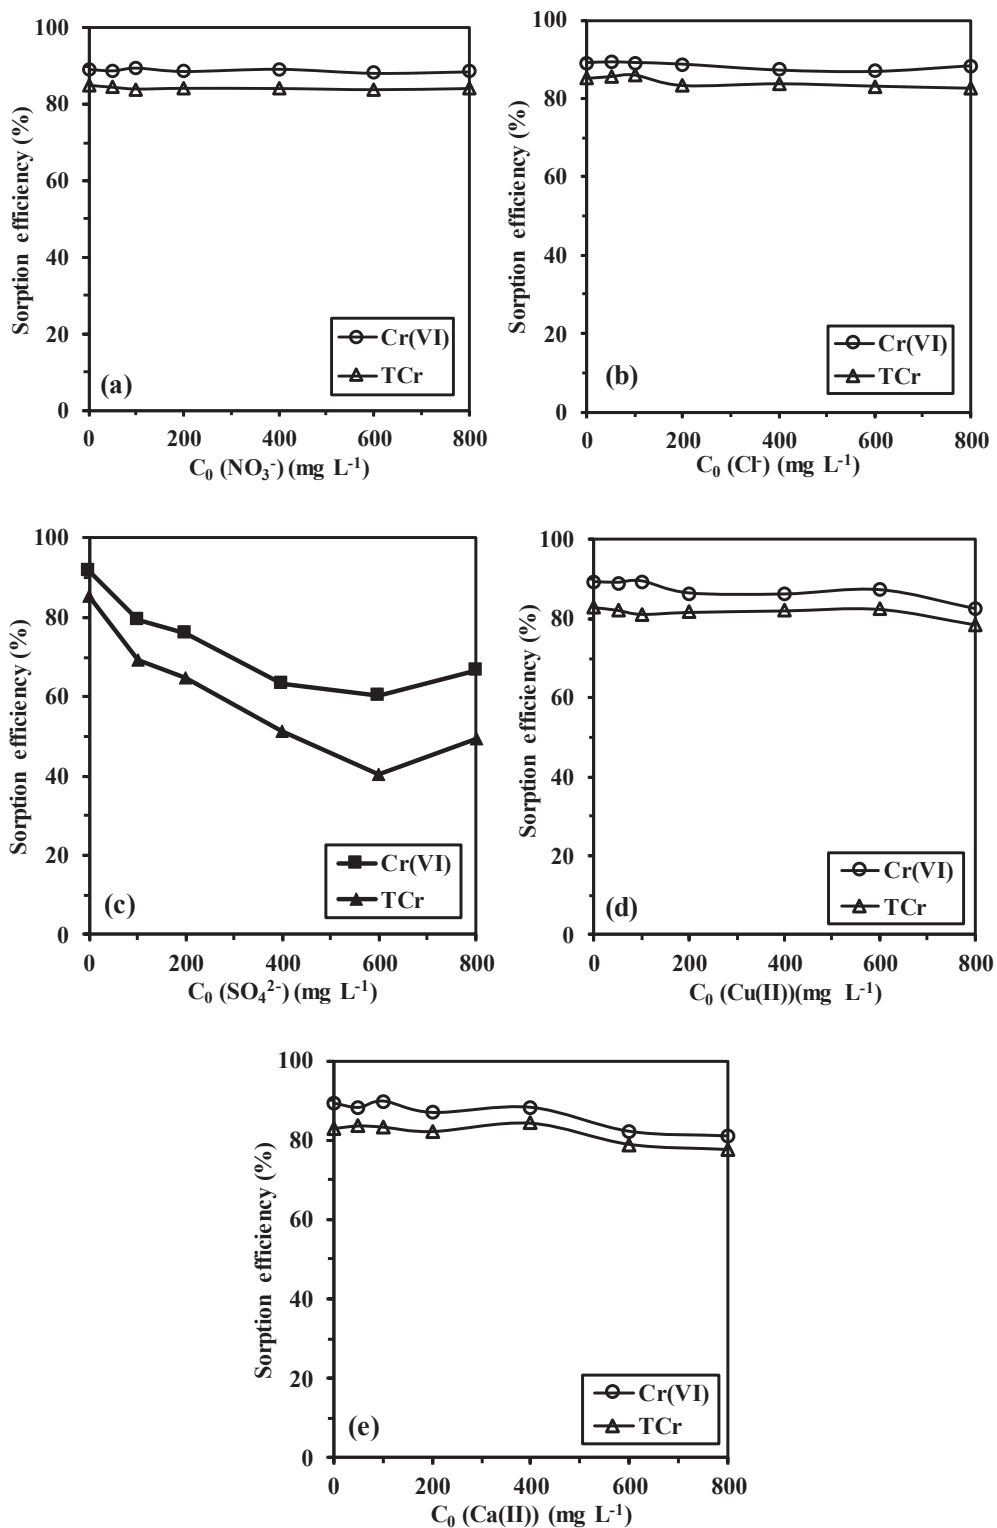 100
80
60
40
20
0
Sorption efficiency (%)
Cr(VI)
TCr
(a)
0 200 400 600 800
C₀ (NO₃⁻) (mg L⁻¹)
100
80
60
40
20
0
Sorption efficiency (%)
Cr(VI)
TCr
(b)
0 200 400 600 800
C₀ (Cl⁻) (mg L⁻¹)
100
80
60
40
20
0
Sorption efficiency (%)
Cr(VI)
TCr
(c)
0 200 400 600 800
C₀ (SO₄²⁻) (mg L⁻¹)
100
80
60
40
20
0
Sorption efficiency (%)
Cr(VI)
TCr
(d)
0 200 400 600 800
C₀ (Cu(II))(mg L⁻¹)
100
80
60
40
20
0
Sorption efficiency (%)
Cr(VI)
TCr
(e)
0 200 400 600 800
C₀ (Ca(II)) (mg L⁻¹)